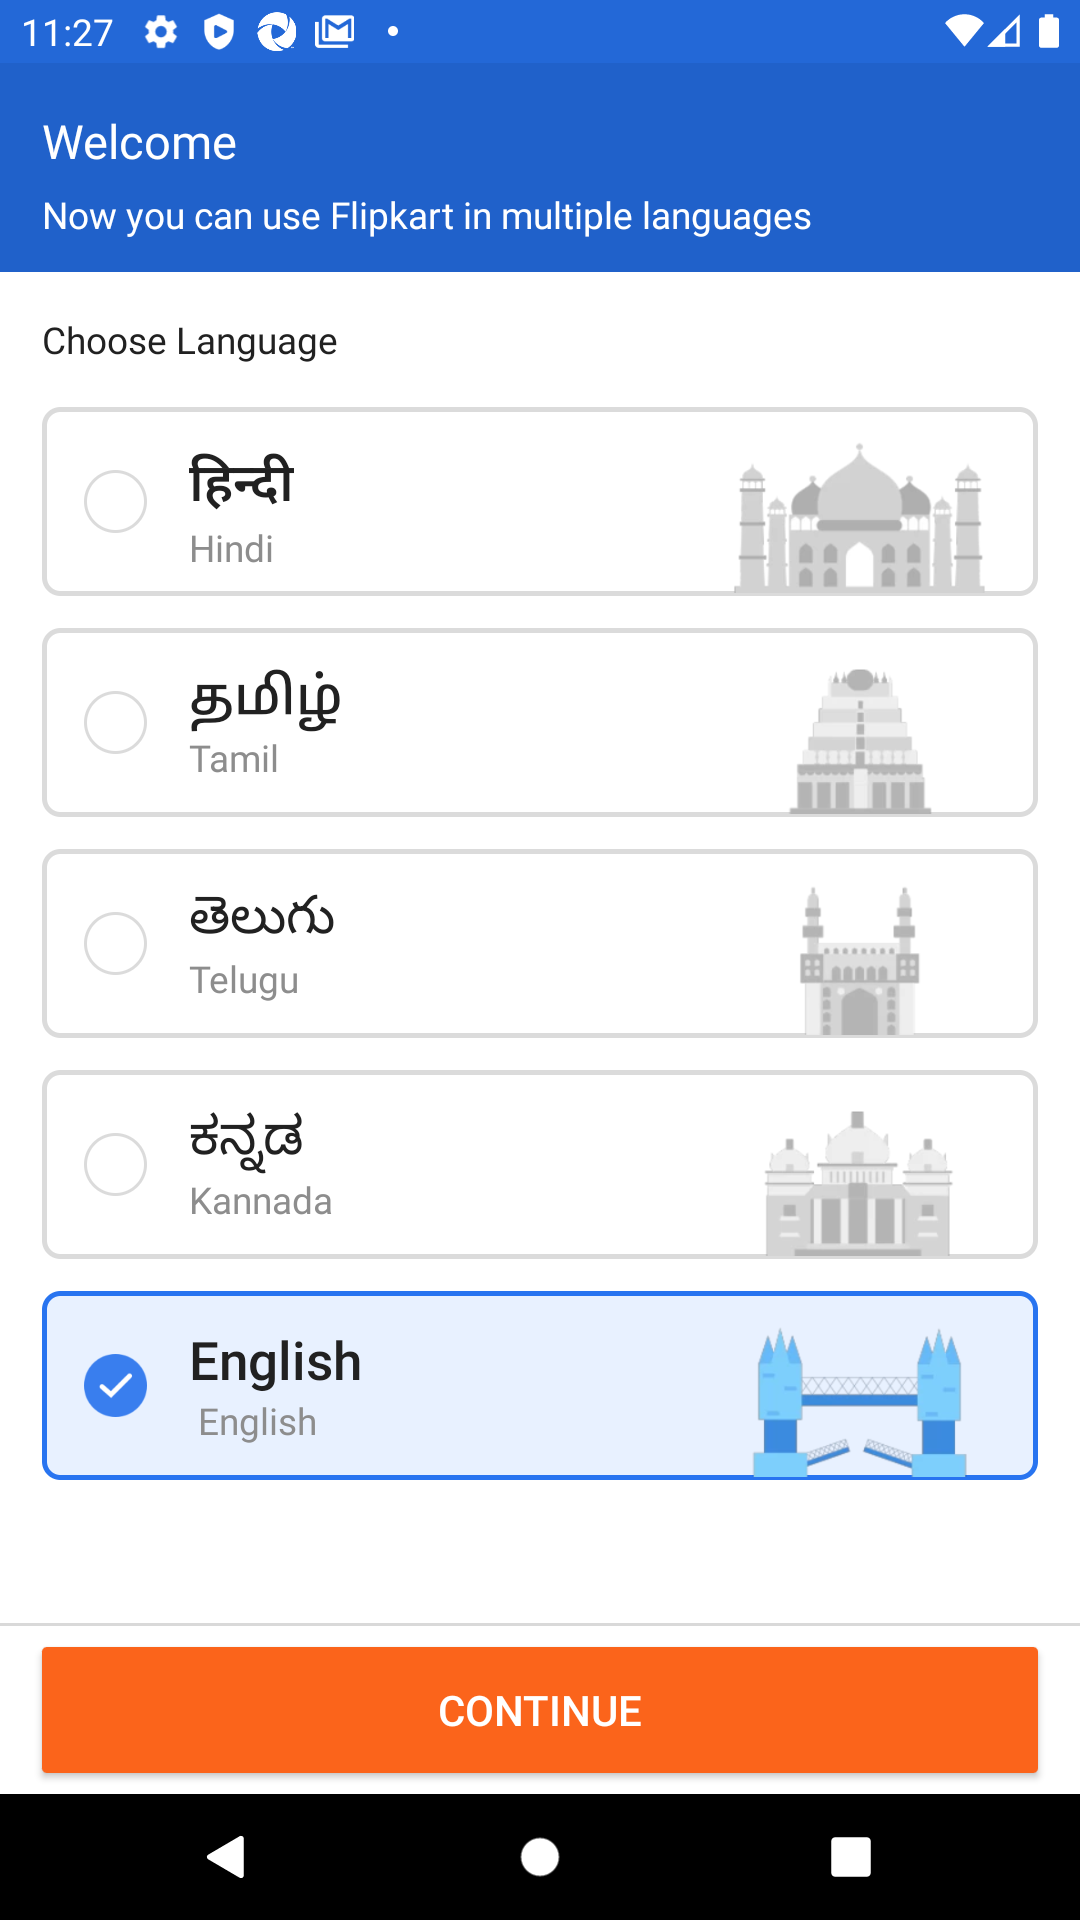 11:27
Welcome
Now you can use Flipkart in multiple languages
Choose Language
हिन्दी
Hindi
தமிழ்
Tamil
తెలుగు
Telugu
ಕನ್ನಡ
Kannada
English
English
CONTINUE